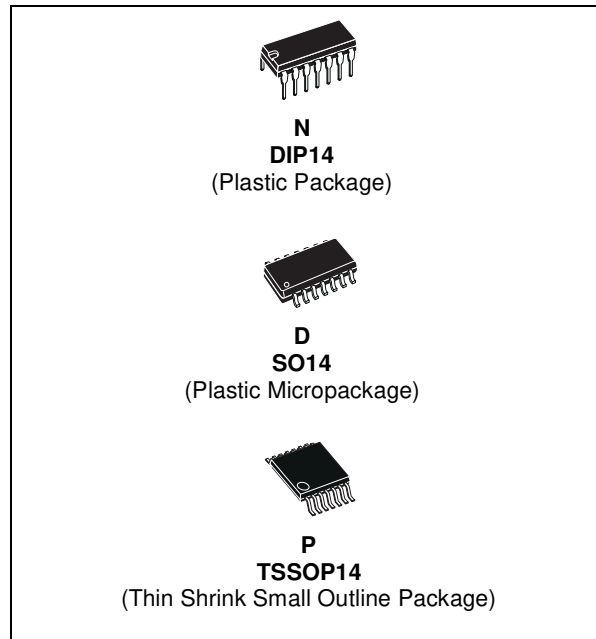 N
DIP14
(Plastic Package)
D
SO14
(Plastic Micropackage)
P
TSSOP14
(Thin Shrink Small Outline Package)